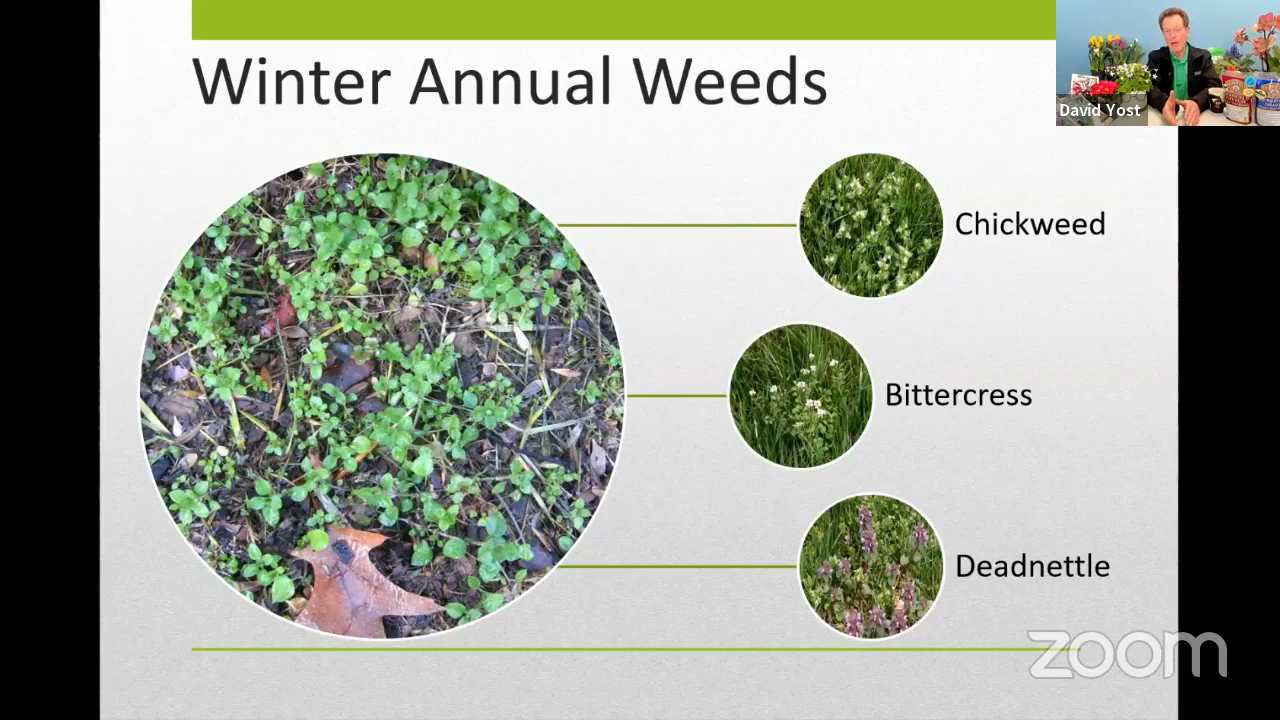 Winter Annual Weeds
David Yost
Chickweed
Bittercress
Deadnettle
zoom